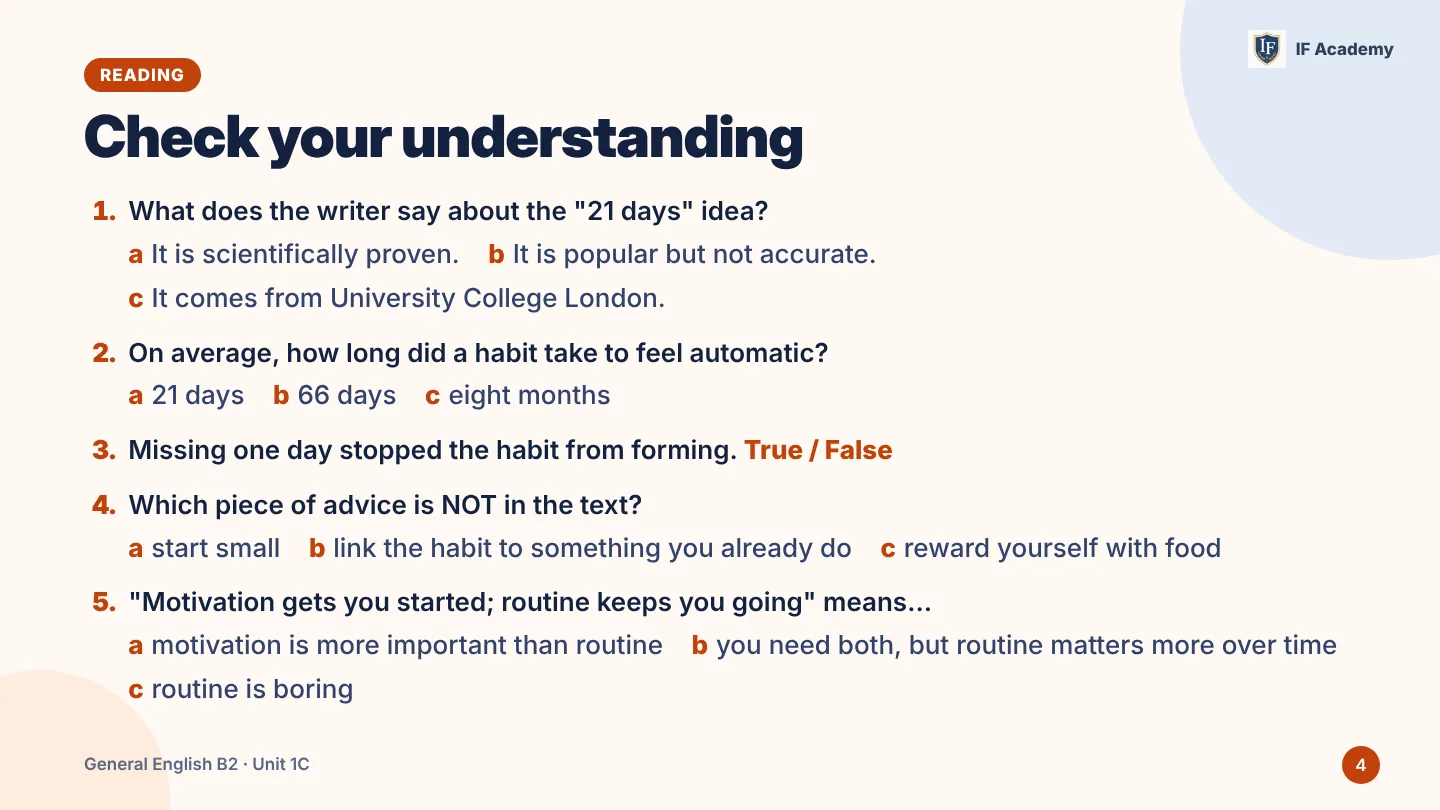 IF
IF Academy
READING
Check your understanding
1. What does the writer say about the "21 days" idea?
a It is scientifically proven. b It is popular but not accurate.
c It comes from University College London.
2. On average, how long did a habit take to feel automatic?
a 21 days b 66 days c eight months
3. Missing one day stopped the habit from forming. True / False
4. Which piece of advice is NOT in the text?
a start small b link the habit to something you already do c reward yourself with food
5. "Motivation gets you started; routine keeps you going" means...
a motivation is more important than routine b you need both, but routine matters more over time
c routine is boring
General English B2 · Unit 1C
4